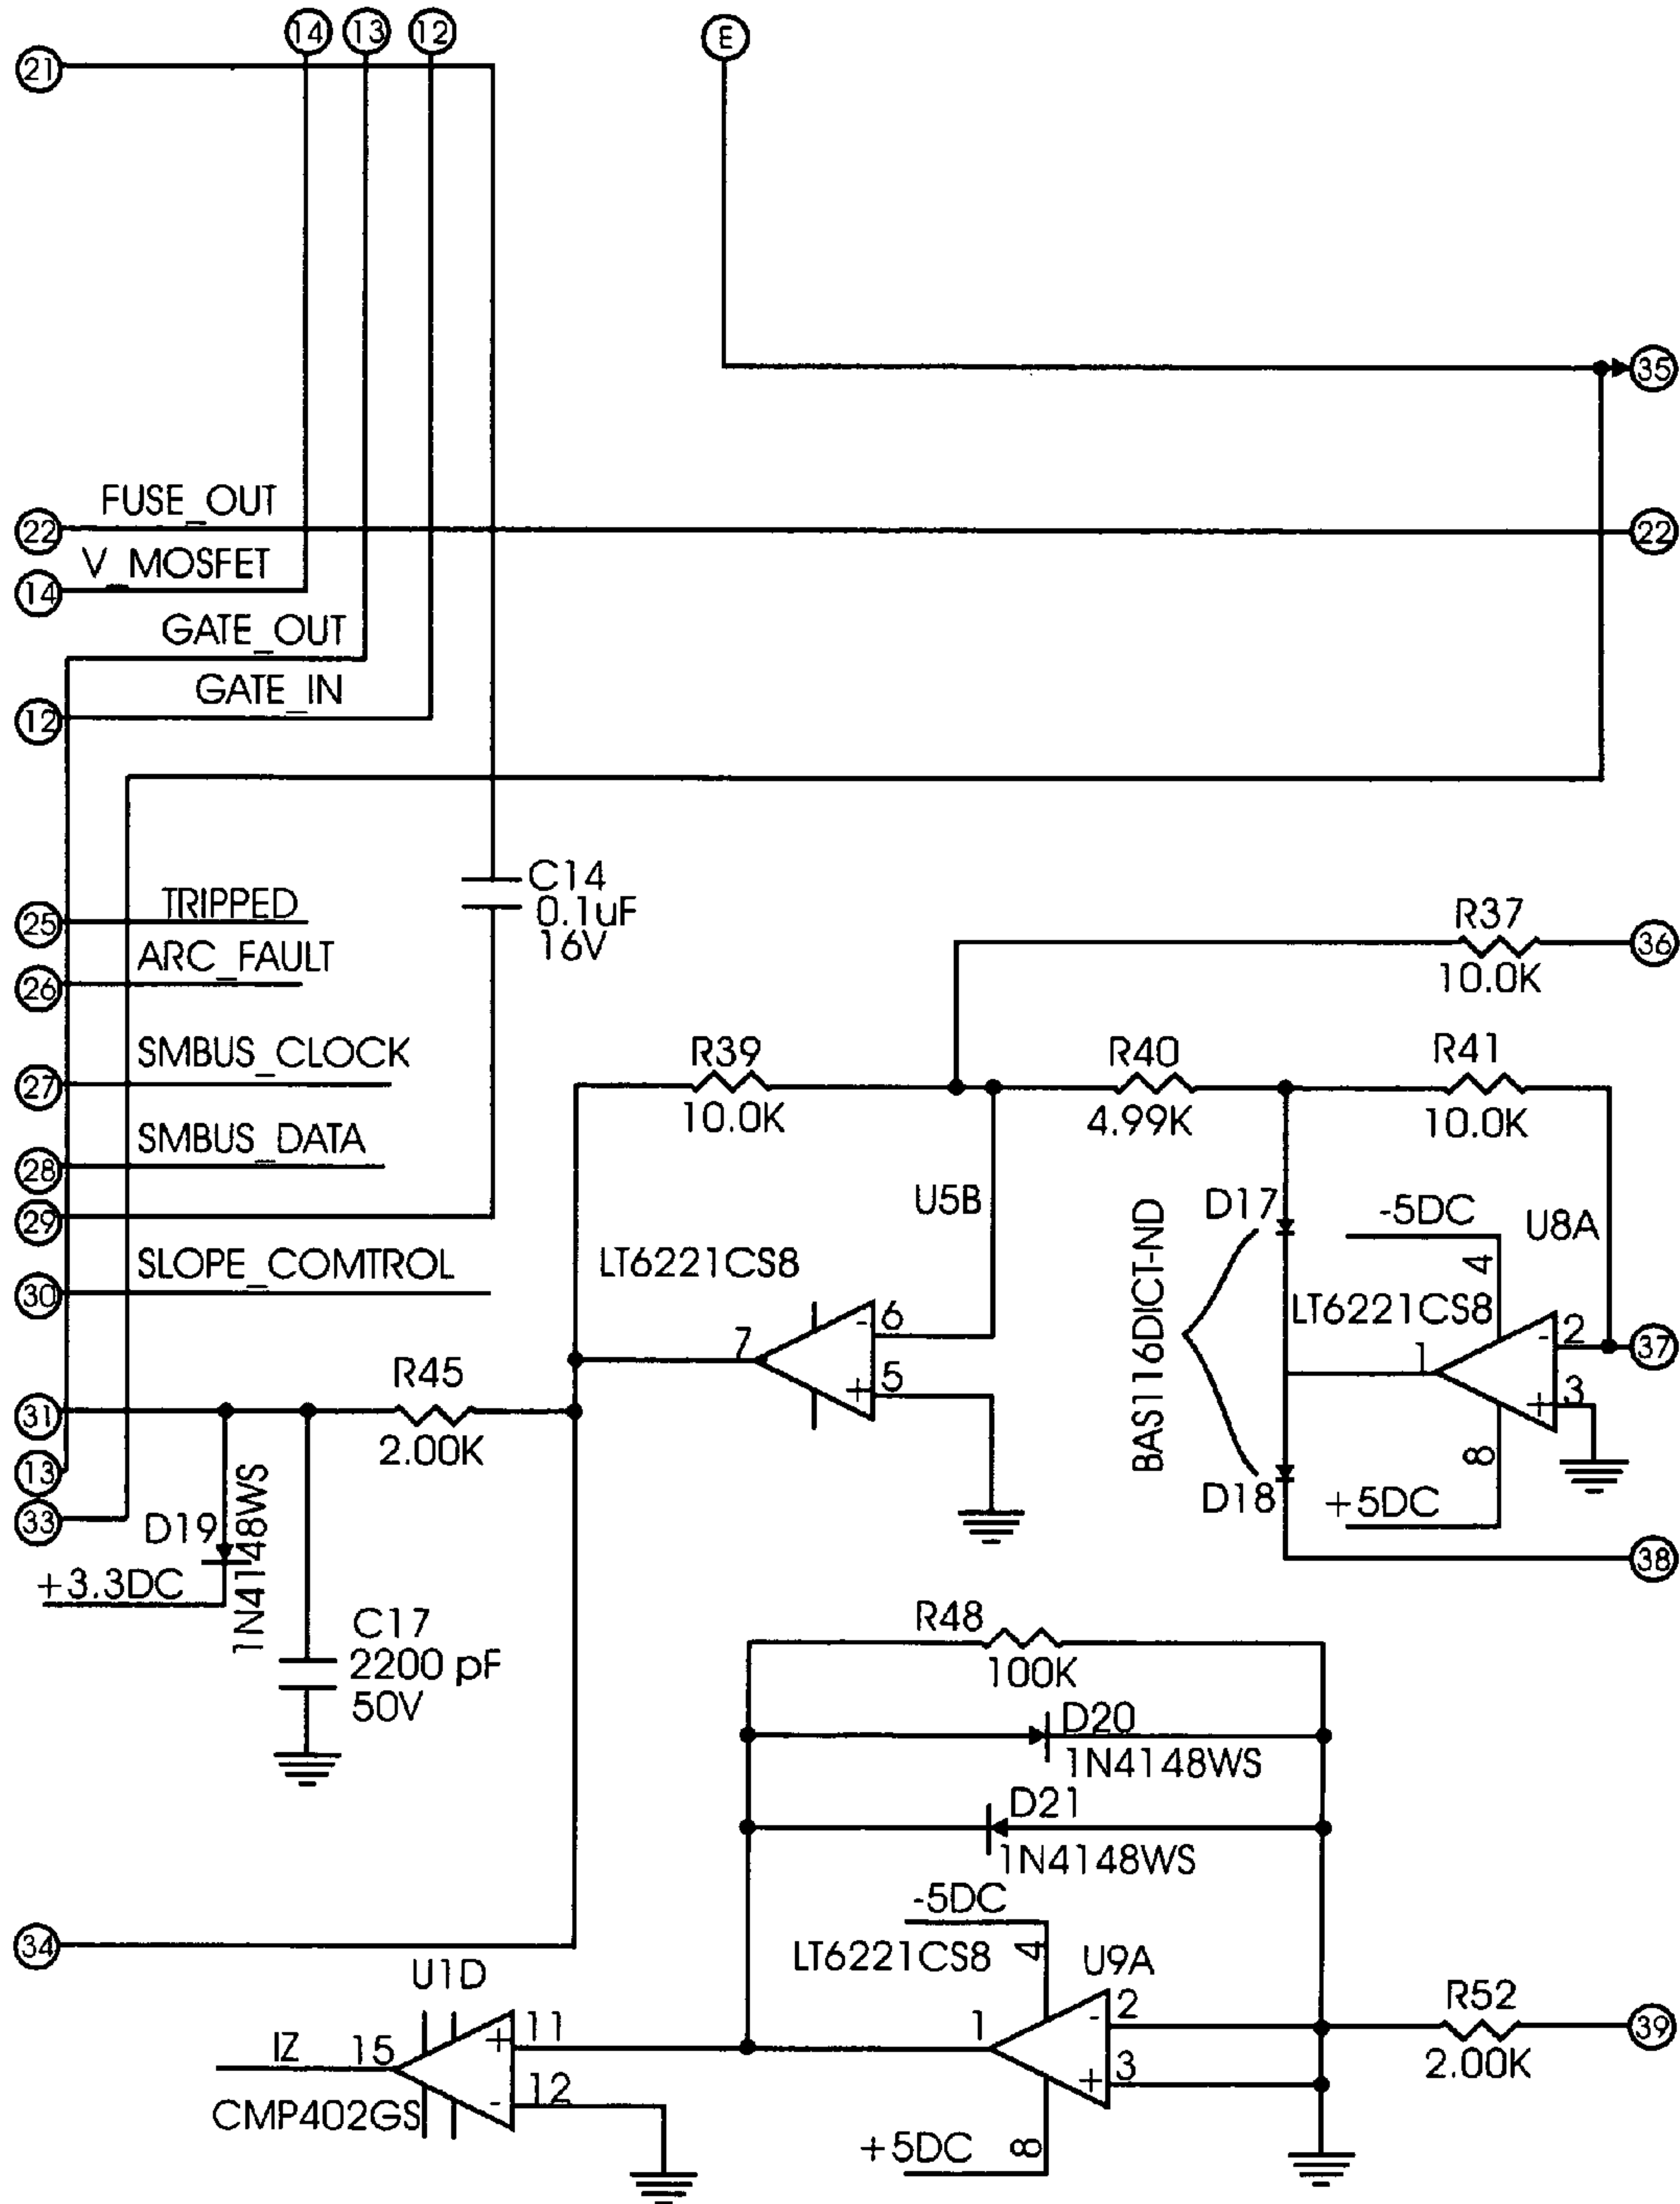 14 13 12
E
21
35
FUSE_OUT
22
22
V_MOSFET
14
GATE_OUT
GATE_IN
12
C14
0.1uF
16V
TRIPPED
25
ARC_FAULT
26
R37
10.0K
36
SMBUS_CLOCK
27
R39
10.0K
R40
4.99K
R41
10.0K
SMBUS_DATA
28
29
SLOPE_COMTROL
30
U5B
LT6221CS8
6
7
5
D17
BAS116DICT-ND
D18
-5DC
U8A
4
LT6221CS8
2
1
3
8
+5DC
37
38
31
R45
2.00K
13
33
D19
1N4148WS
+3.3DC
C17
2200 pF
50V
R48
100K
D20
1N4148WS
D21
1N4148WS
34
-5DC
4
LT6221CS8
U9A
2
1
3
8
+5DC
R52
2.00K
39
U1D
11
IZ
15
12
CMP402GS
+
-
+
-
+
-
+
-